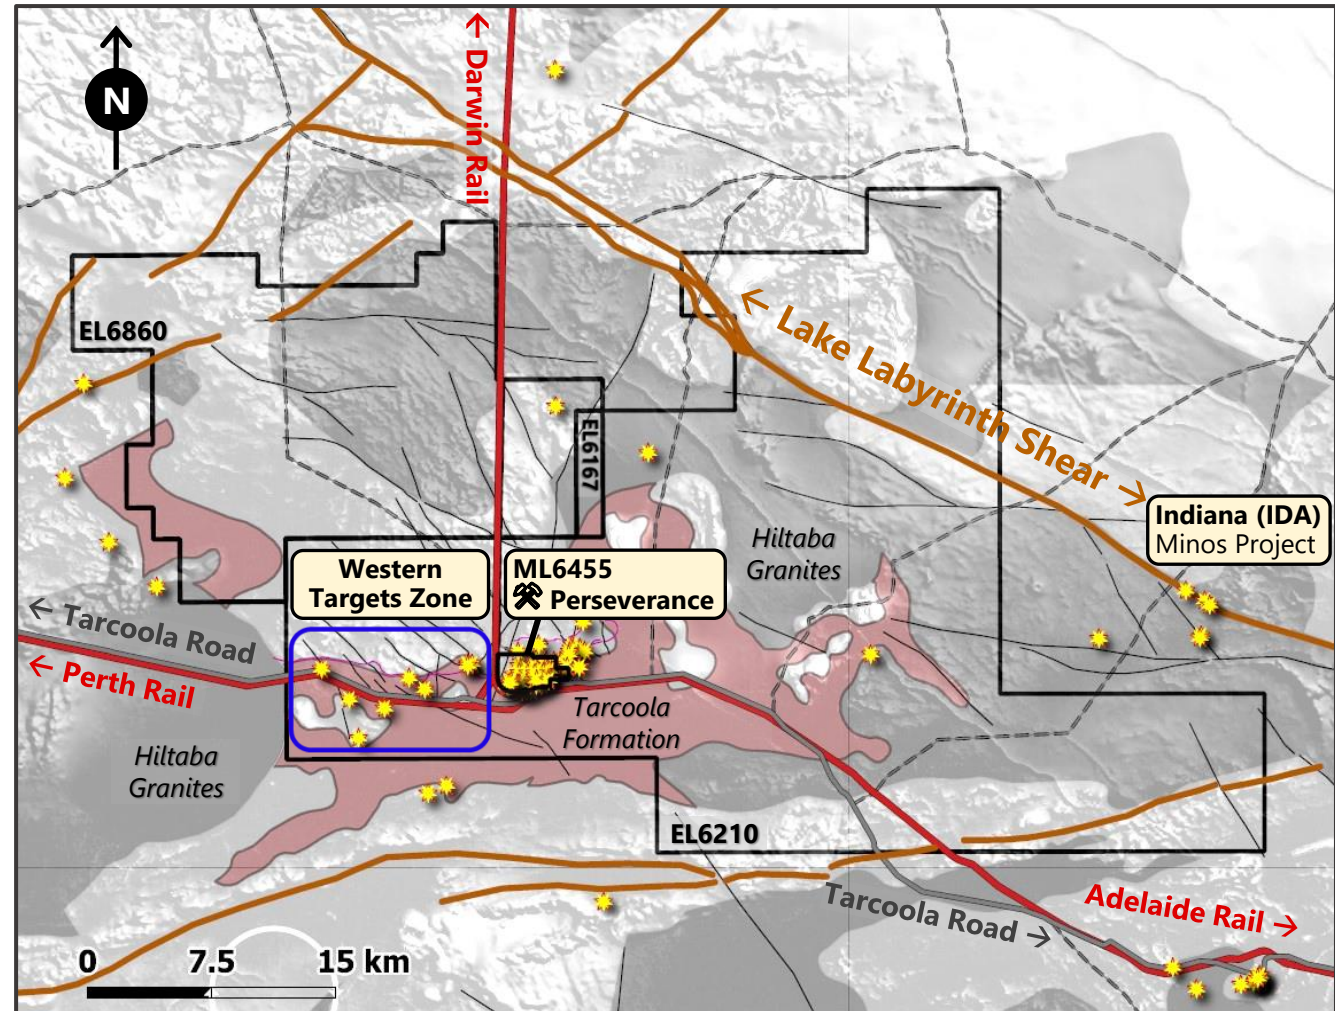 N
← Darwin Rail
EL6860
← Lake Labyrinth Shear →
EL6167
Indiana (IDA)
Minos Project
Hiltaba
Granites
Western
Targets Zone
ML6455
Perseverance
← Tarcoola Road
← Perth Rail
Tarcoola
Formation
Hiltaba
Granites
EL6210
Tarcoola Road →
Adelaide Rail →
0 7.5 15 km